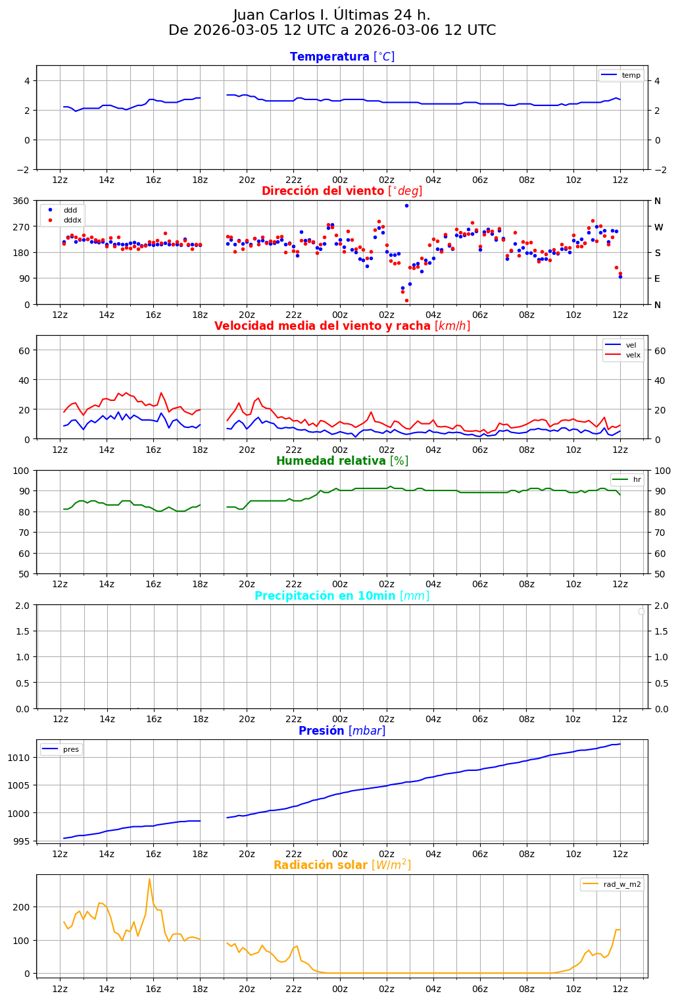 Juan Carlos I. Últimas 24 h.
De 2026-03-05 12 UTC a 2026-03-06 12 UTC
Temperatura [°C]
4 4
temp
2 2
0 0
−2 −2
12z 14z 16z 18z 20z 22z 00z 02z 04z 06z 08z 10z 12z
Dirección del viento [°deg]
360 N
ddd
dddx
270 W
180 S
90 E
0 N
12z 14z 16z 18z 20z 22z 00z 02z 04z 06z 08z 10z 12z
Velocidad media del viento y racha [km/h]
vel
velx
60 60
40 40
20 20
0 0
12z 14z 16z 18z 20z 22z 00z 02z 04z 06z 08z 10z 12z
Humedad relativa [%]
100 100
hr
90 90
80 80
70 70
60 60
50 50
12z 14z 16z 18z 20z 22z 00z 02z 04z 06z 08z 10z 12z
Precipitación en 10min [mm]
2.0 2.0
1.5 1.5
1.0 1.0
0.5 0.5
0.0 0.0
12z 14z 16z 18z 20z 22z 00z 02z 04z 06z 08z 10z 12z
Presión [mbar]
pres
1010
1005
1000
995
12z 14z 16z 18z 20z 22z 00z 02z 04z 06z 08z 10z 12z
Radiación solar [W/m²]
rad_w_m2
200
100
0
12z 14z 16z 18z 20z 22z 00z 02z 04z 06z 08z 10z 12z